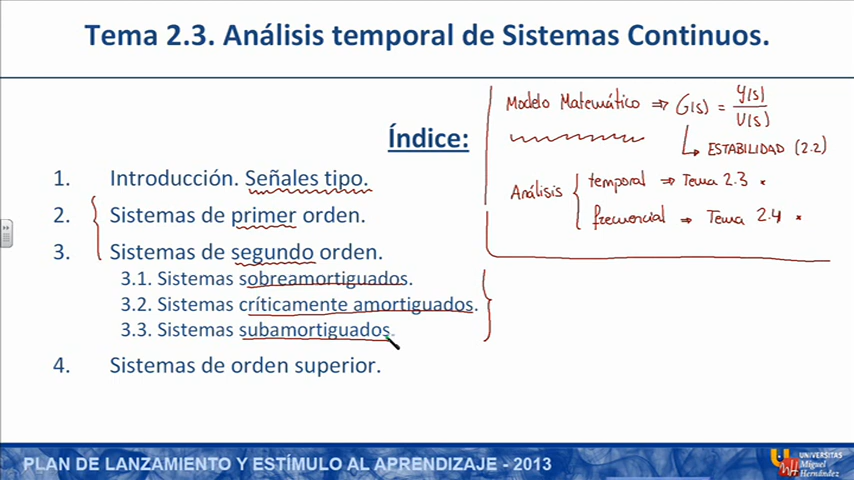 Tema 2.3. Análisis temporal de Sistemas Continuos.
Índice:
1. Introducción. Señales tipo.
2. Sistemas de primer orden.
3. Sistemas de segundo orden.
3.1. Sistemas sobreamortiguados.
3.2. Sistemas críticamente amortiguados.
3.3. Sistemas subamortiguados.
4. Sistemas de orden superior.
Modelo Matemático ⇒ G(s) = Y(s)/U(s)
↳ ESTABILIDAD (2.2)
Análisis { temporal ⇒ Tema 2.3 *
frecuencial ⇒ Tema 2.4 *
PLAN DE LANZAMIENTO Y ESTÍMULO AL APRENDIZAJE - 2013
UNIVERSITAS
Miguel
Hernández